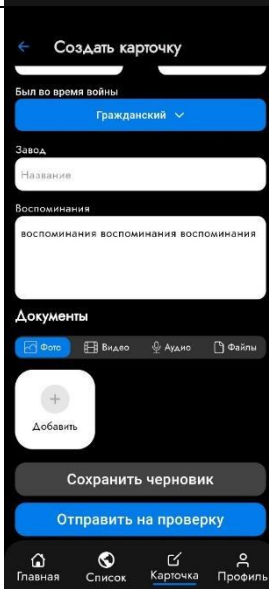 Создать карточку
Был во время войны
Гражданский
Завод
Название
Воспоминания
воспоминания воспоминания воспоминания
Документы
Фото Видео Аудио Файлы
Добавить
Сохранить черновик
Отправить на проверку
Главная Список Карточка Профиль